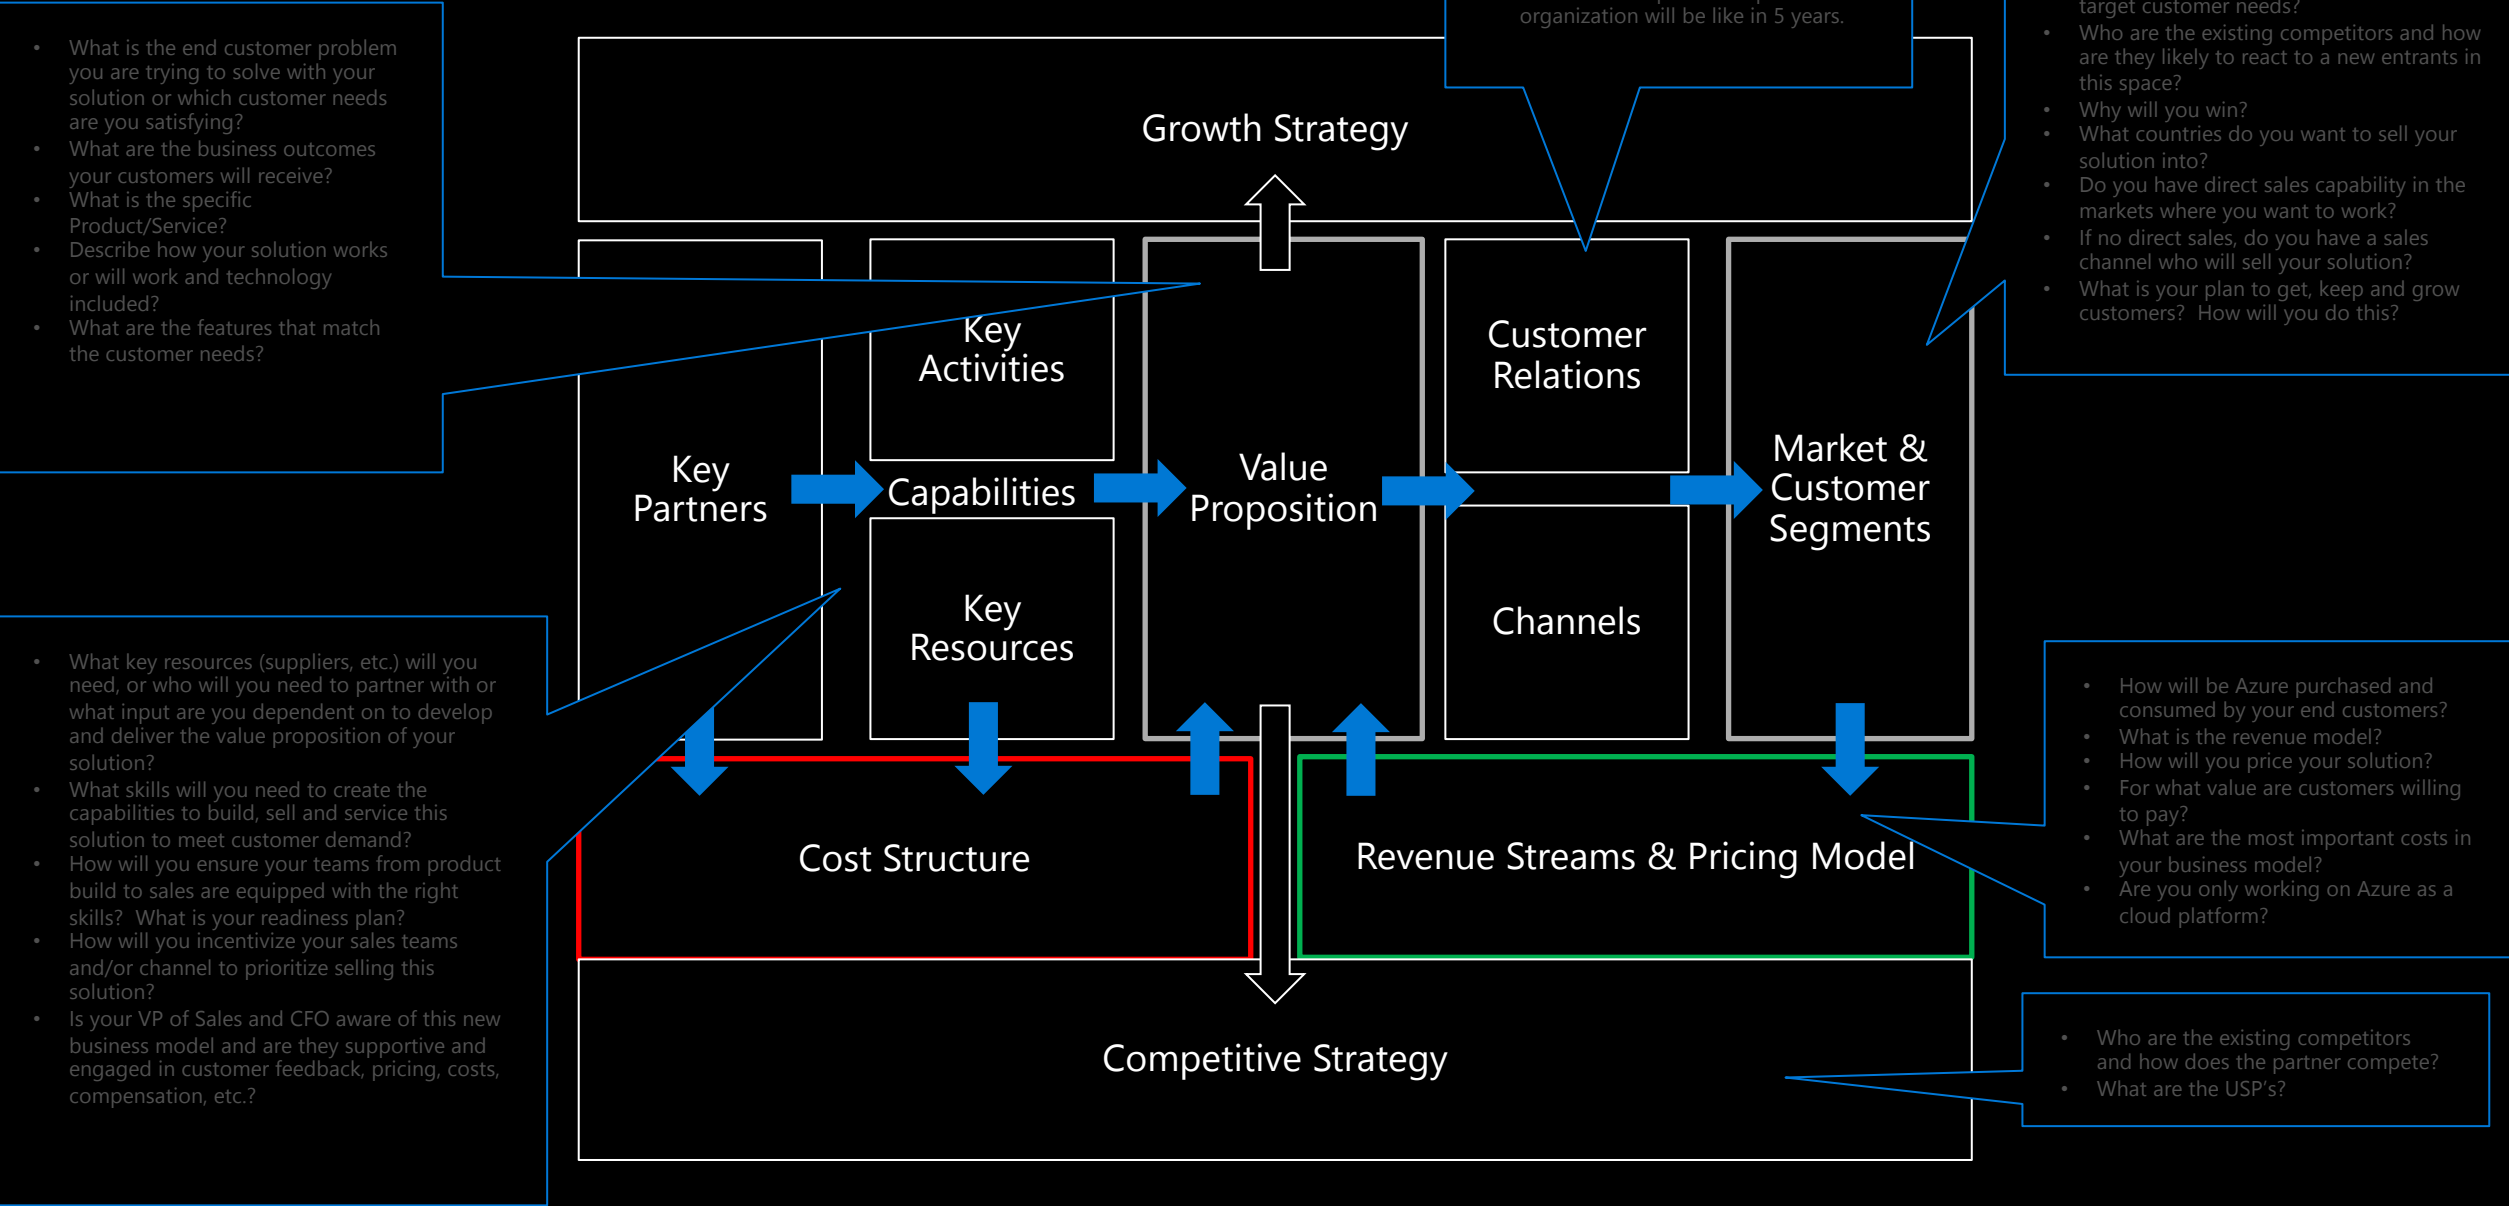 • What is the end customer problem
you are trying to solve with your
solution or which customer needs
are you satisfying?
• What are the business outcomes
your customers will receive?
• What is the specific
Product/Service?
• Describe how your solution works
or will work and technology
included?
• What are the features that match
the customer needs?
organization will be like in 5 years.
target customer needs?
• Who are the existing competitors and how
are they likely to react to a new entrants in
this space?
• Why will you win?
• What countries do you want to sell your
solution into?
• Do you have direct sales capability in the
markets where you want to work?
• If no direct sales, do you have a sales
channel who will sell your solution?
• What is your plan to get, keep and grow
customers?  How will you do this?
Growth Strategy
Key
Partners
Key
Activities
Capabilities
Key
Resources
Value
Proposition
Customer
Relations
Channels
Market &
Customer
Segments
• What key resources (suppliers, etc.) will you
need, or who will you need to partner with or
what input are you dependent on to develop
and deliver the value proposition of your
solution?
• What skills will you need to create the
capabilities to build, sell and service this
solution to meet customer demand?
• How will you ensure your teams from product
build to sales are equipped with the right
skills?  What is your readiness plan?
• How will you incentivize your sales teams
and/or channel to prioritize selling this
solution?
• Is your VP of Sales and CFO aware of this new
business model and are they supportive and
engaged in customer feedback, pricing, costs,
compensation, etc.?
Cost Structure
Revenue Streams & Pricing Model
• How will be Azure purchased and
consumed by your end customers?
• What is the revenue model?
• How will you price your solution?
• For what value are customers willing
to pay?
• What are the most important costs in
your business model?
• Are you only working on Azure as a
cloud platform?
Competitive Strategy
• Who are the existing competitors
and how does the partner compete?
• What are the USP's?